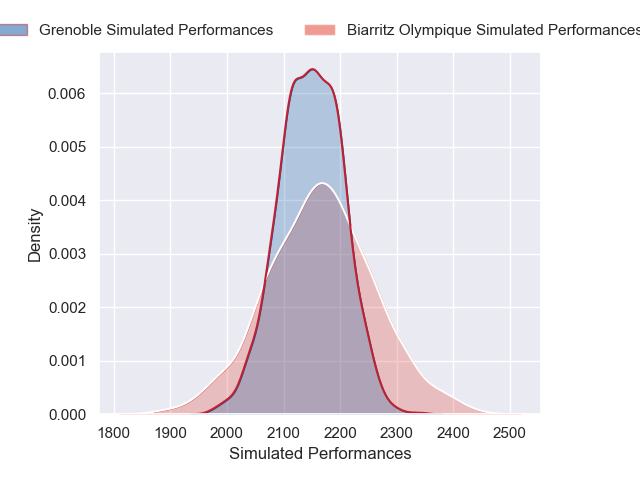 Grenoble Simulated Performances
Biarritz Olympique Simulated Performances
0.006
0.005
0.004
0.003
0.002
0.001
0.000
Density
1800 1900 2000 2100 2200 2300 2400 2500
Simulated Performances